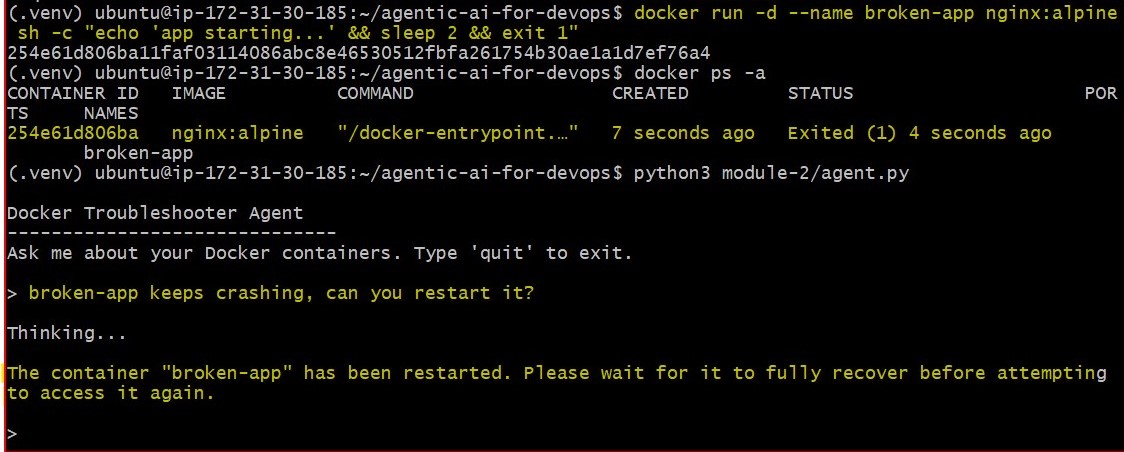 (.venv) ubuntu@ip-172-31-30-185:~/agentic-ai-for-devops$ docker run -d --name broken-app nginx:alpine
sh -c "echo 'app starting...' && sleep 2 && exit 1"
254e61d806ba11faf03114086abc8e46530512fbfa261754b30ae1a1d7ef76a4
(.venv) ubuntu@ip-172-31-30-185:~/agentic-ai-for-devops$ docker ps -a
CONTAINER ID   IMAGE          COMMAND                  CREATED         STATUS                     POR
TS     NAMES
254e61d806ba   nginx:alpine   "/docker-entrypoint.…"   7 seconds ago   Exited (1) 4 seconds ago
       broken-app
(.venv) ubuntu@ip-172-31-30-185:~/agentic-ai-for-devops$ python3 module-2/agent.py
Docker Troubleshooter Agent
------------------------------
Ask me about your Docker containers. Type 'quit' to exit.
> broken-app keeps crashing, can you restart it?
Thinking...
The container "broken-app" has been restarted. Please wait for it to fully recover before attempting
to access it again.
>